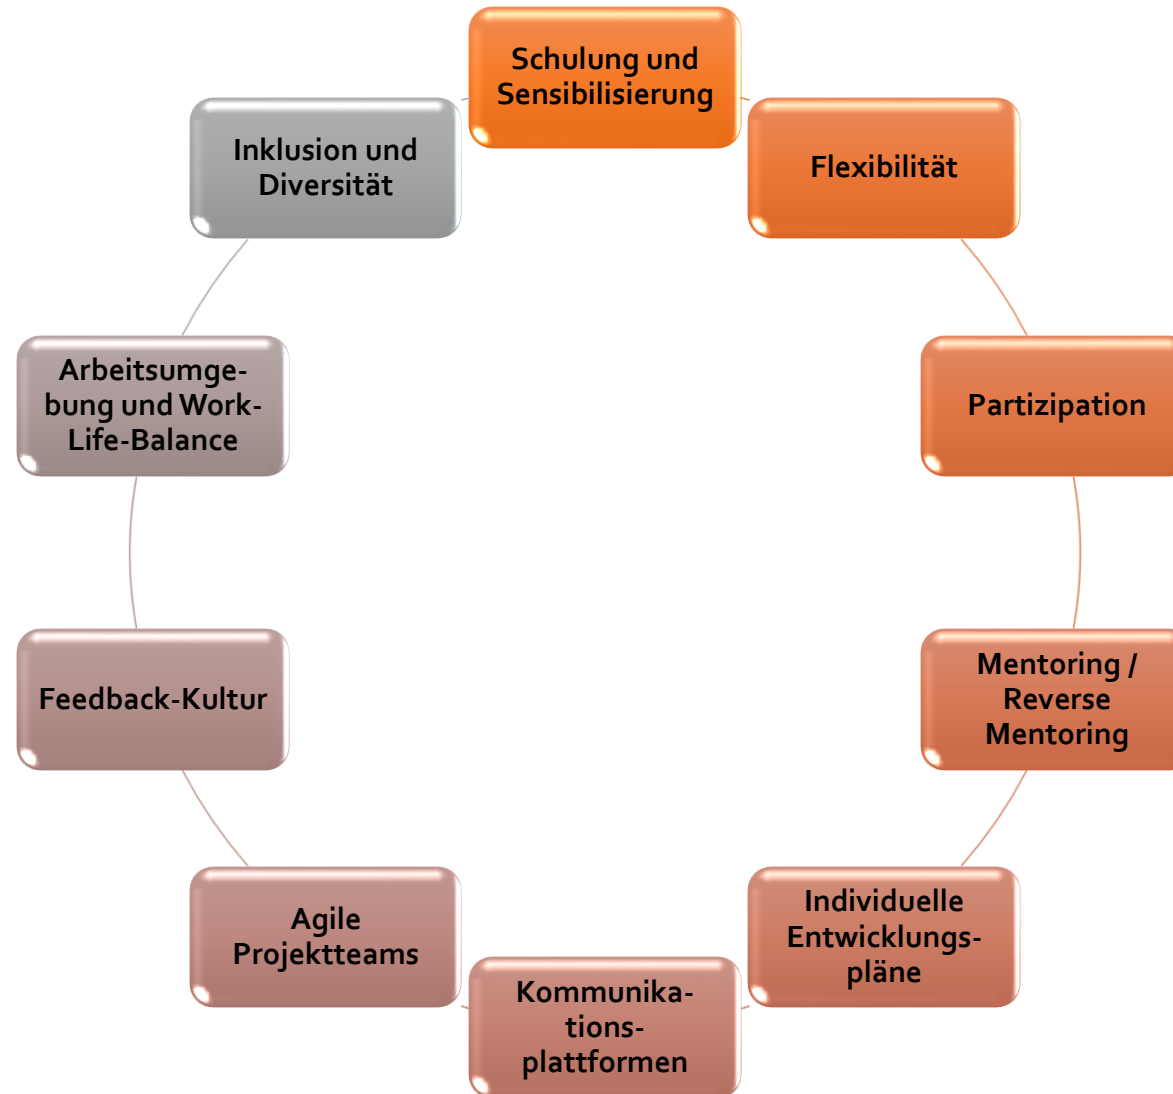 Schulung und
Sensibilisierung
Flexibilität
Partizipation
Mentoring /
Reverse
Mentoring
Individuelle
Entwicklungs-
pläne
Kommunika-
tions-
plattformen
Agile
Projektteams
Feedback-Kultur
Arbeitsumge-
bung und Work-
Life-Balance
Inklusion und
Diversität